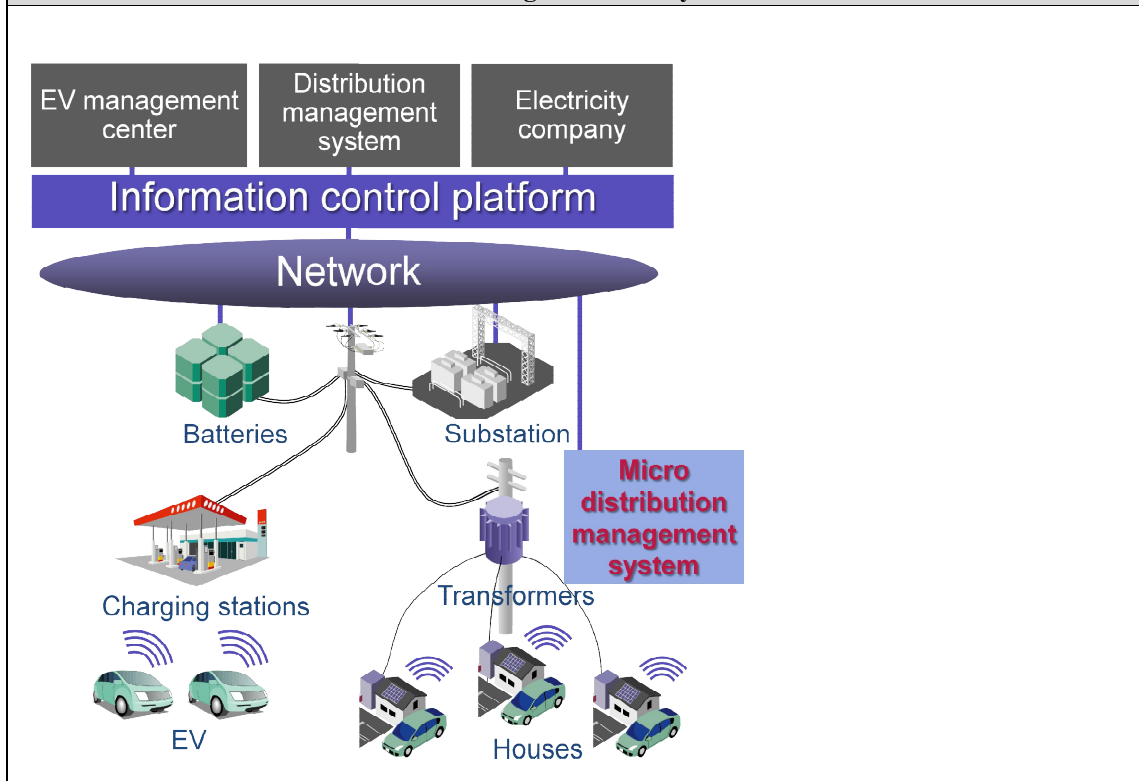 EV management
center
Distribution
management
system
Electricity
company
Information control platform
Network
Batteries
Substation
Micro
distribution
management
system
Charging stations
Transformers
EV
Houses